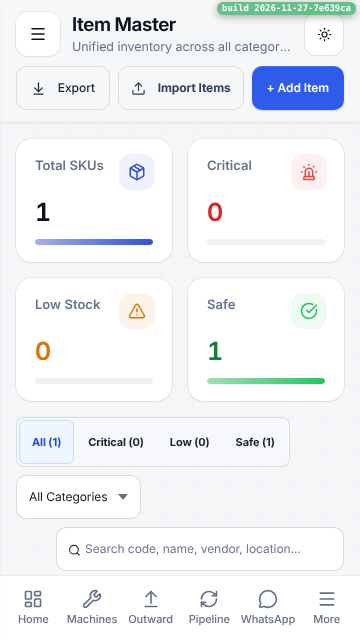 build 2026-11-27-7e639ca
Item Master
Unified inventory across all categor...
Export
Import Items
+ Add Item
Total SKUs
1
Critical
0
Low Stock
0
Safe
1
All (1)
Critical (0)
Low (0)
Safe (1)
All Categories
Search code, name, vendor, location...
Home
Machines
Outward
Pipeline
WhatsApp
More